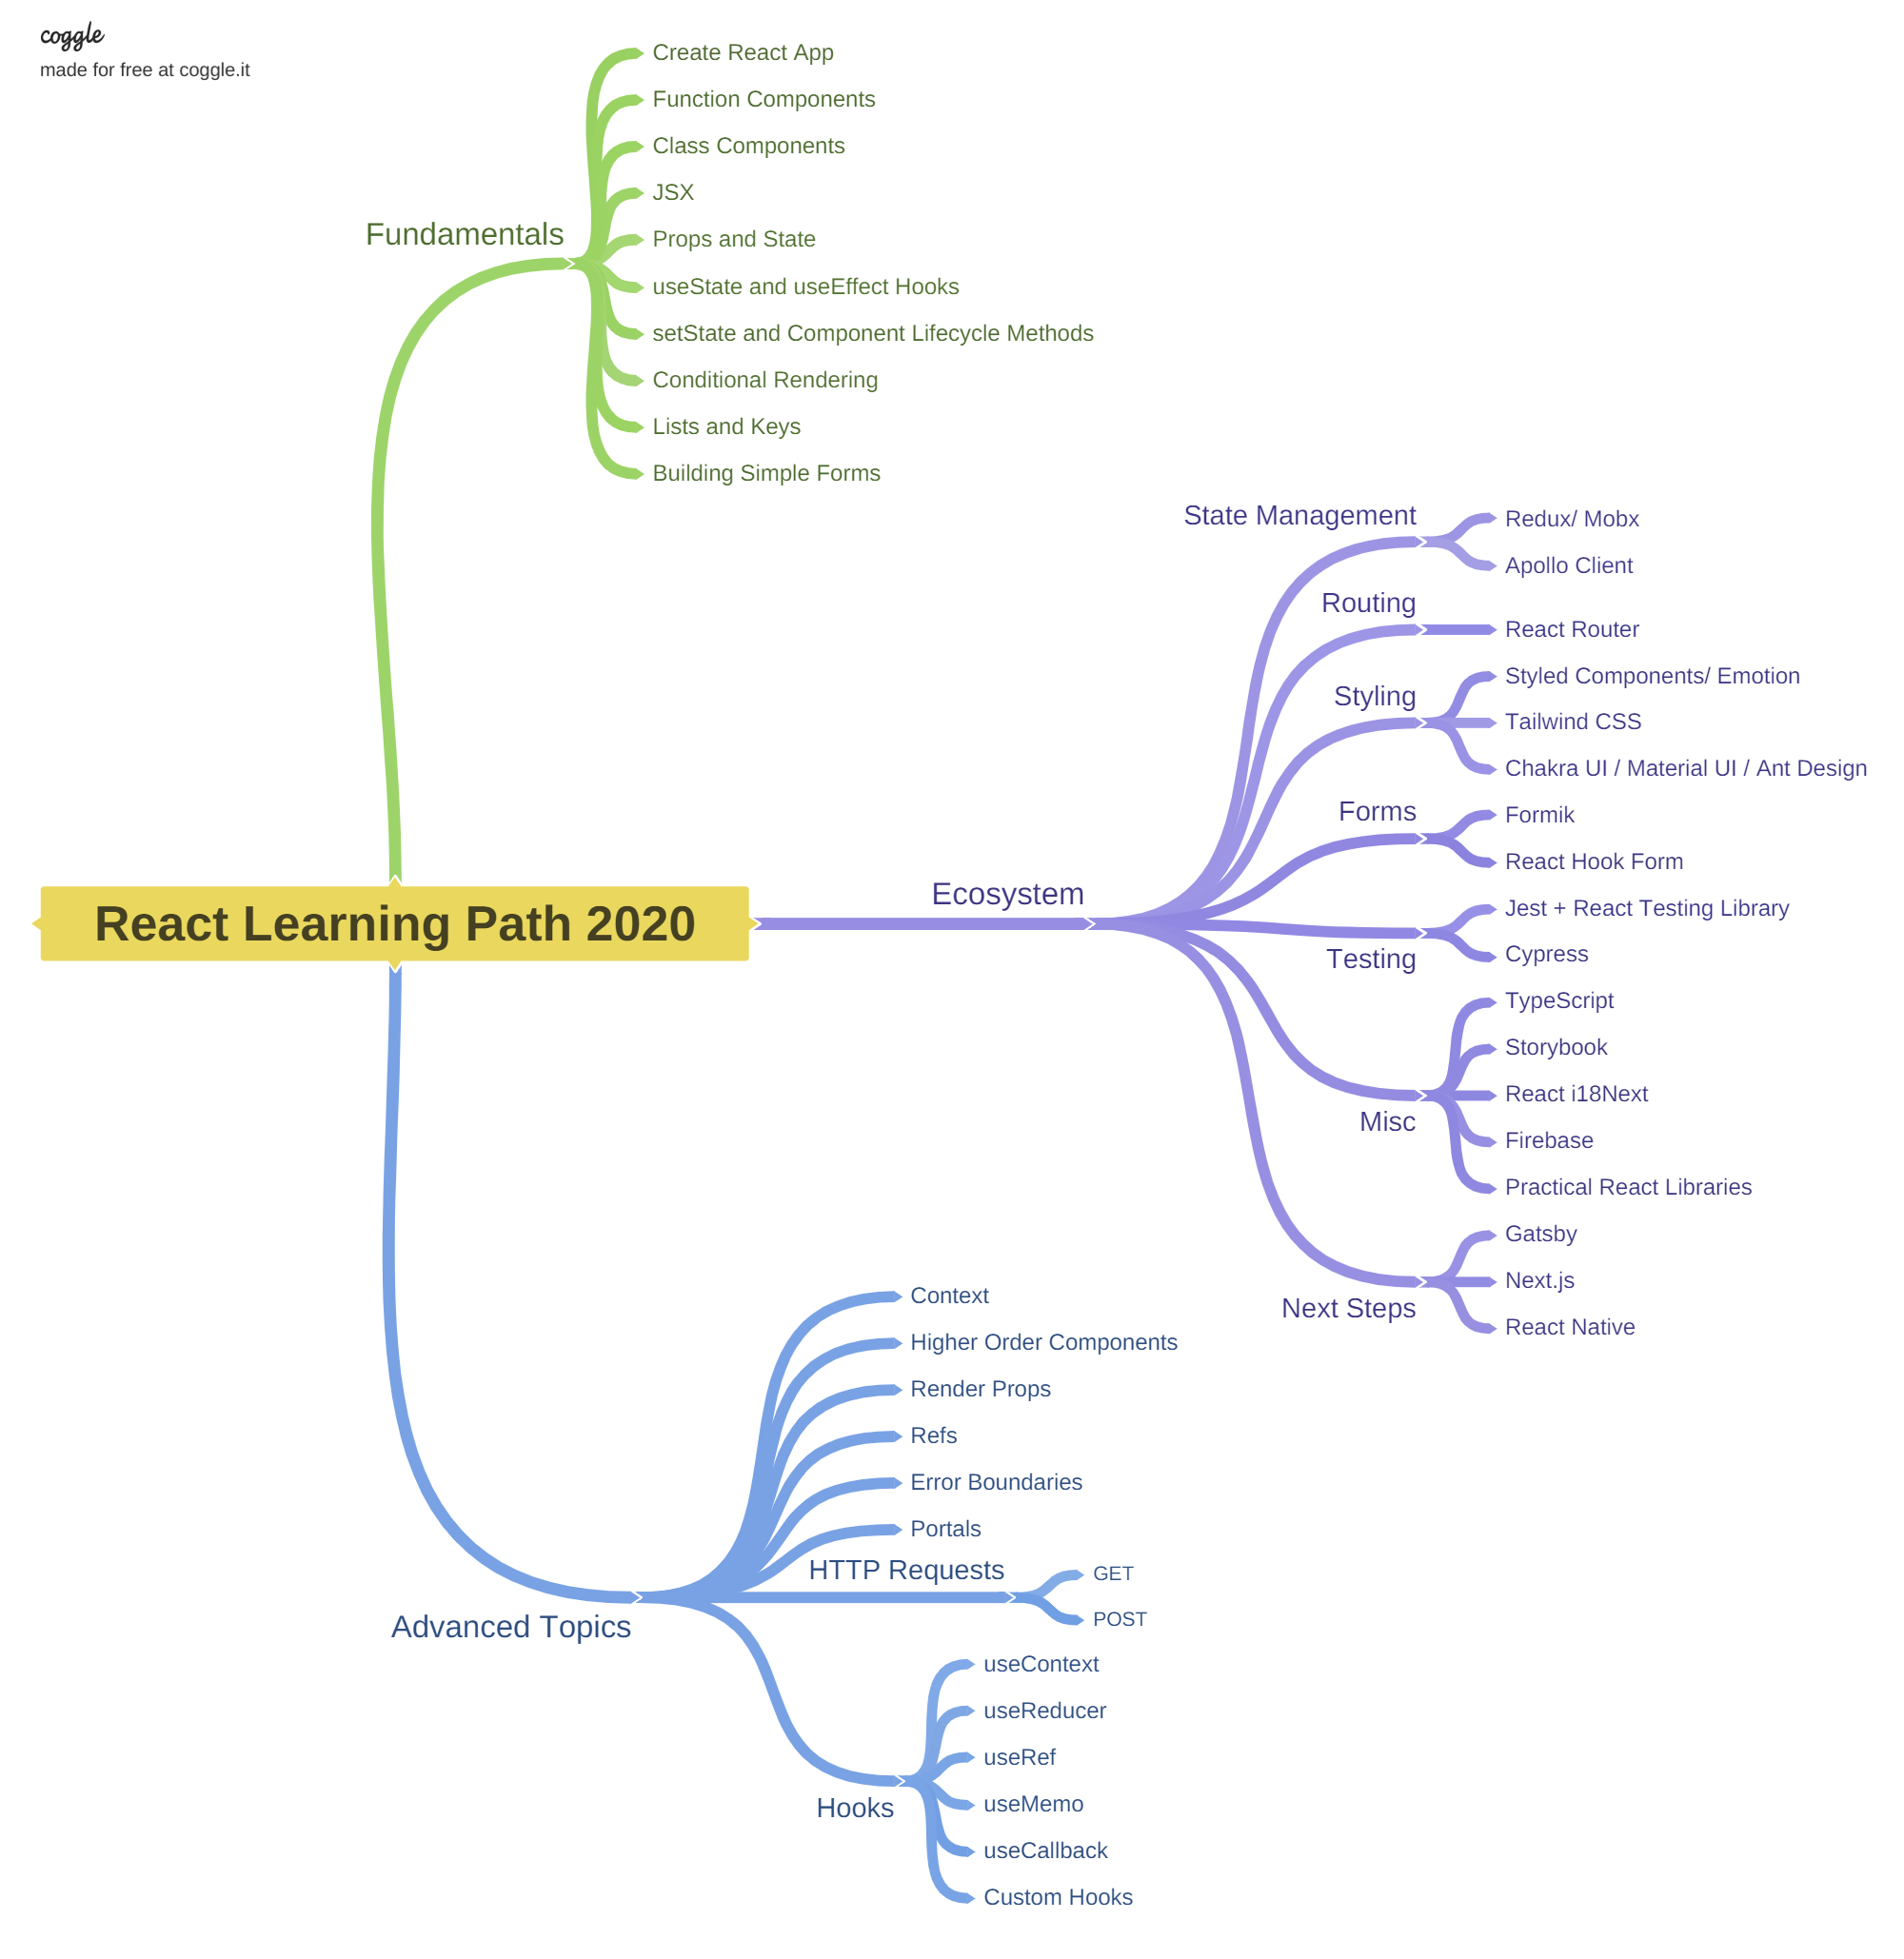 coggle
made for free at coggle.it
React Learning Path 2020
Fundamentals
Create React App
Function Components
Class Components
JSX
Props and State
useState and useEffect Hooks
setState and Component Lifecycle Methods
Conditional Rendering
Lists and Keys
Building Simple Forms
Ecosystem
State Management
Redux/ Mobx
Apollo Client
Routing
React Router
Styling
Styled Components/ Emotion
Tailwind CSS
Chakra UI / Material UI / Ant Design
Forms
Formik
React Hook Form
Testing
Jest + React Testing Library
Cypress
Misc
TypeScript
Storybook
React i18Next
Firebase
Practical React Libraries
Next Steps
Gatsby
Next.js
React Native
Advanced Topics
Context
Higher Order Components
Render Props
Refs
Error Boundaries
Portals
HTTP Requests
GET
POST
Hooks
useContext
useReducer
useRef
useMemo
useCallback
Custom Hooks